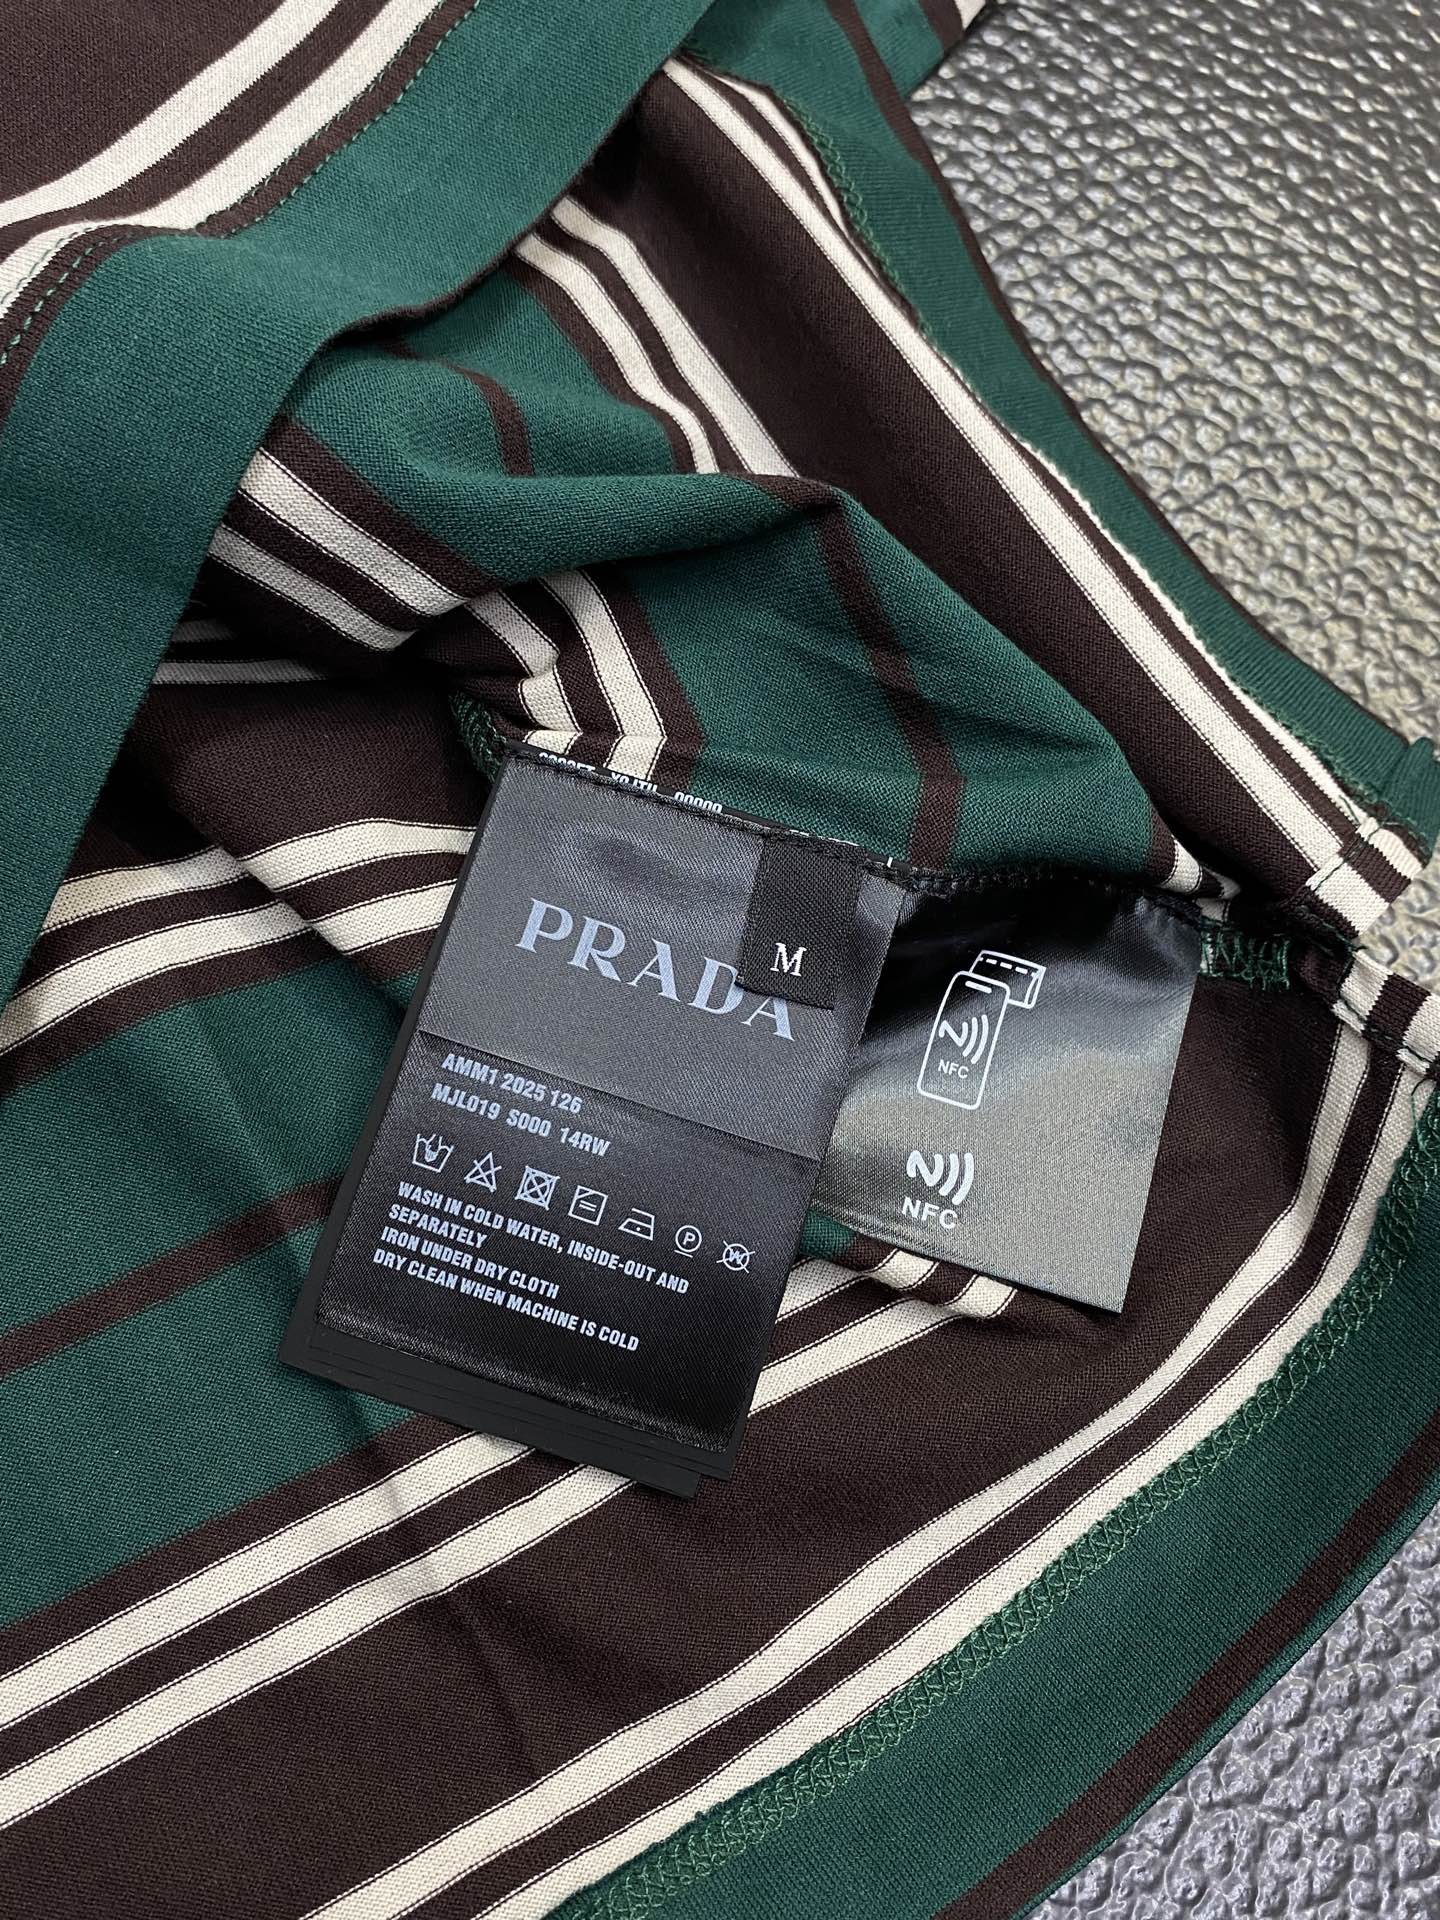 PRADA
M
AMM1 2025 126
MJL019 S000 14RW
WASH IN COLD WATER, INSIDE-OUT AND
SEPARATELY
IRON UNDER DRY CLOTH
DRY CLEAN WHEN MACHINE IS COLD
P
W
NFC
NFC